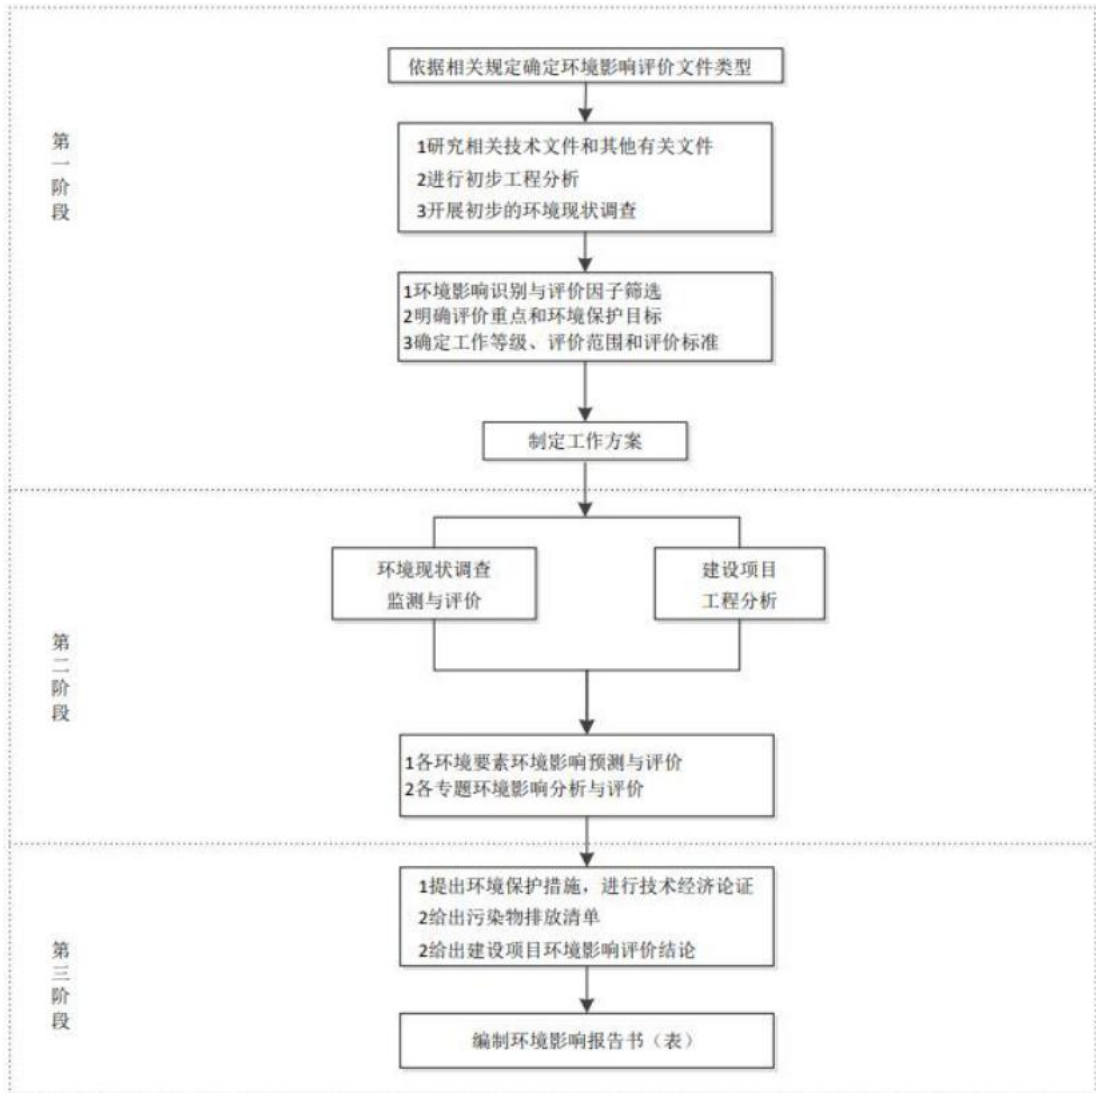 依据相关规定确定环境影响评价文件类型
第一阶段
1研究相关技术文件和其他有关文件
2进行初步工程分析
3开展初步的环境现状调查
1环境影响识别与评价因子筛选
2明确评价重点和环境保护目标
3确定工作等级、评价范围和评价标准
制定工作方案
第二阶段
环境现状调查
监测与评价
建设项目
工程分析
1各环境要素环境影响预测与评价
2各专题环境影响分析与评价
第三阶段
1提出环境保护措施，进行技术经济论证
2给出污染物排放清单
2给出建设项目环境影响评价结论
编制环境影响报告书（表）